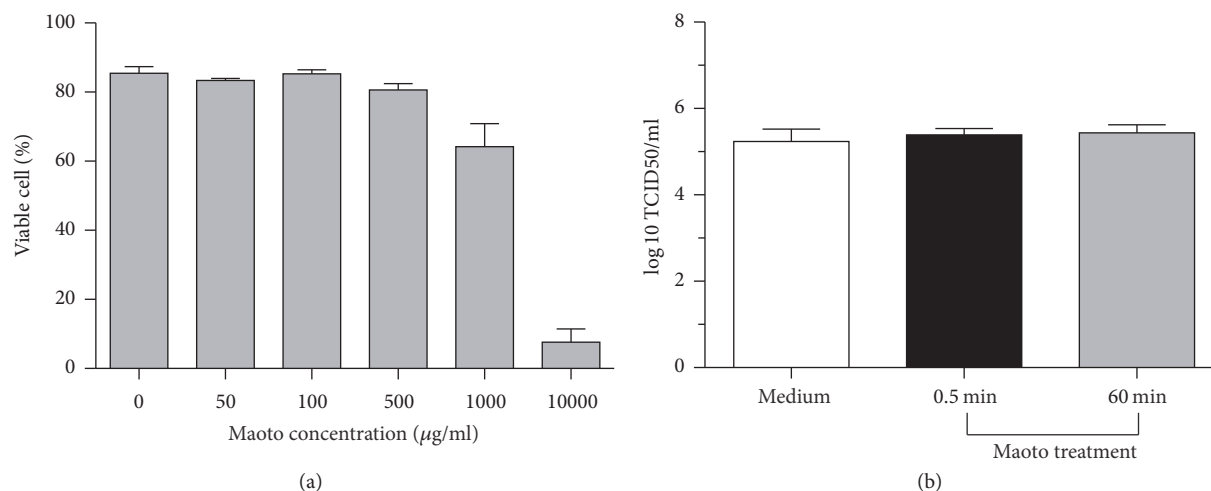 100
80
60
40
20
0
Viable cell (%)
0 50 100 500 1000 10000
Maoto concentration (μg/ml)
(a)
8
6
4
2
0
log 10 TCID50/ml
Medium 0.5 min 60 min
Maoto treatment
(b)